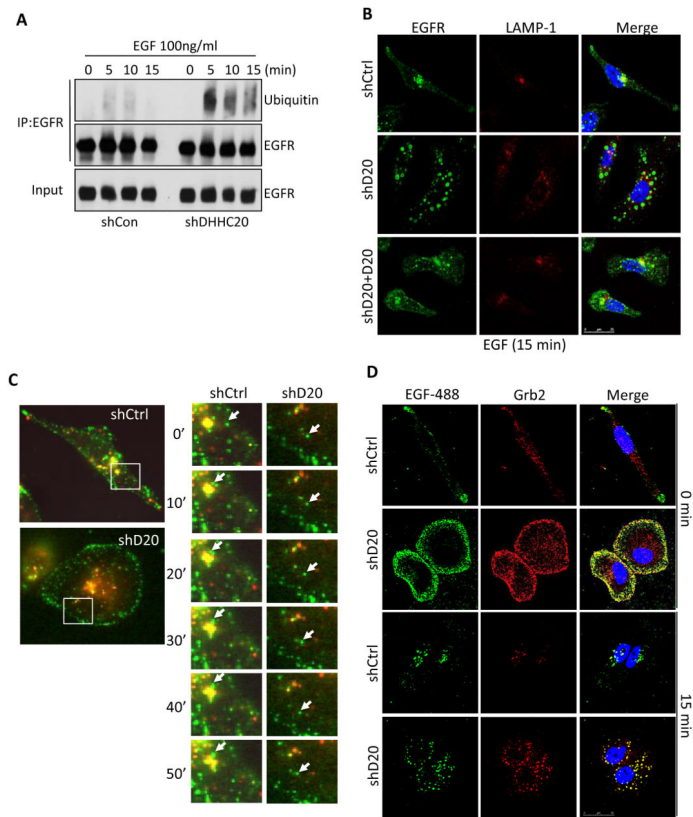 A
EGF 100ng/ml
0 5 10 15 0 5 10 15 (min)
IP:EGFR
Ubiquitin
EGFR
Input
EGFR
shCon shDHHC20
B
EGFR LAMP-1 Merge
shCtrl
shD20
shD20+D20
EGF (15 min)
C
shCtrl
shD20
shCtrl shD20
0'
10'
20'
30'
40'
50'
D
EGF-488 Grb2 Merge
shCtrl
shD20
0 min
shCtrl
shD20
15 min